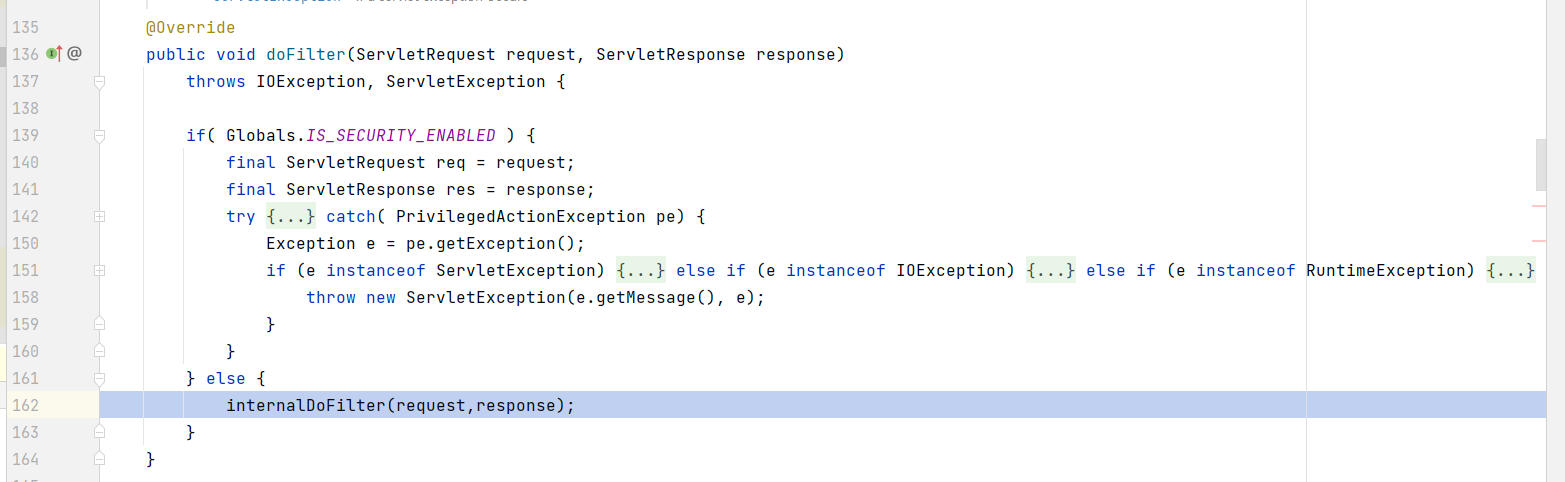 135 @Override
136 @ public void doFilter(ServletRequest request, ServletResponse response)
137 throws IOException, ServletException {
138
139 if( Globals.IS_SECURITY_ENABLED ) {
140 final ServletRequest req = request;
141 final ServletResponse res = response;
142 try {...} catch( PrivilegedActionException pe) {
150 Exception e = pe.getException();
151 if (e instanceof ServletException) {...} else if (e instanceof IOException) {...} else if (e instanceof RuntimeException) {...}
158 throw new ServletException(e.getMessage(), e);
159 }
160 }
161 } else {
162 internalDoFilter(request,response);
163 }
164 }